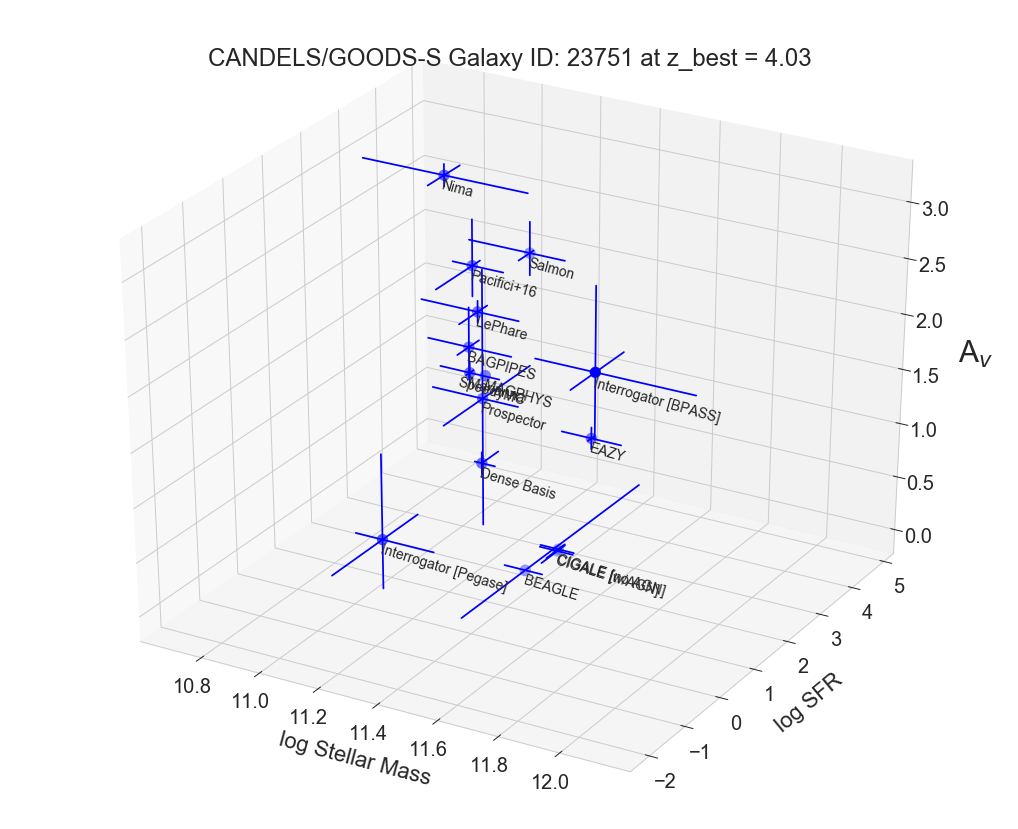 CANDELS/GOODS-S Galaxy ID: 23751 at z_best = 4.03
Nima
Salmon
Pacifici+16
LePhare
BAGPIPES
MAGPHYS
Prospector
Interrogator [BPASS]
EAZY
Dense Basis
Interrogator [Pegase]
CIGALE [
BEAGLE
3.0
2.5
2.0
1.5
1.0
0.5
0.0
A_v
5
4
3
2
1
0
−1
−2
log SFR
10.8
11.0
11.2
11.4
11.6
11.8
12.0
log Stellar Mass